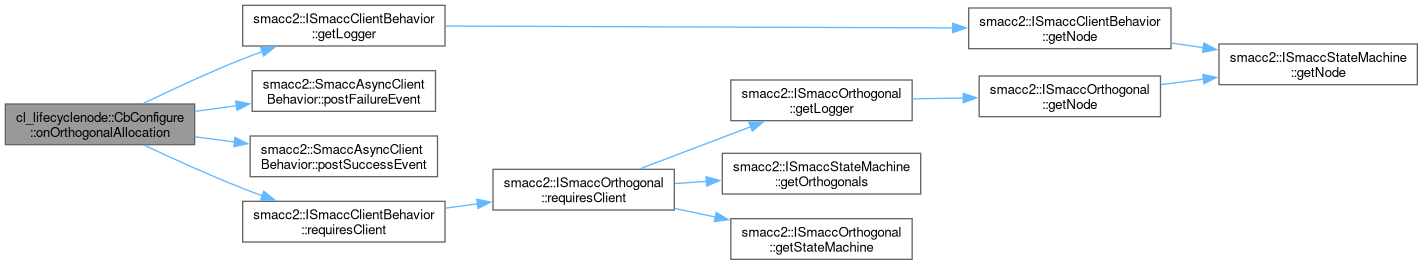 cl_lifecyclenode::CbConfigure
::onOrthogonalAllocation
smacc2::ISmaccClientBehavior
::getLogger
smacc2::SmaccAsyncClient
Behavior::postFailureEvent
smacc2::SmaccAsyncClient
Behavior::postSuccessEvent
smacc2::ISmaccClientBehavior
::requiresClient
smacc2::ISmaccOrthogonal
::requiresClient
smacc2::ISmaccOrthogonal
::getLogger
smacc2::ISmaccStateMachine
::getOrthogonals
smacc2::ISmaccOrthogonal
::getStateMachine
smacc2::ISmaccClientBehavior
::getNode
smacc2::ISmaccOrthogonal
::getNode
smacc2::ISmaccStateMachine
::getNode